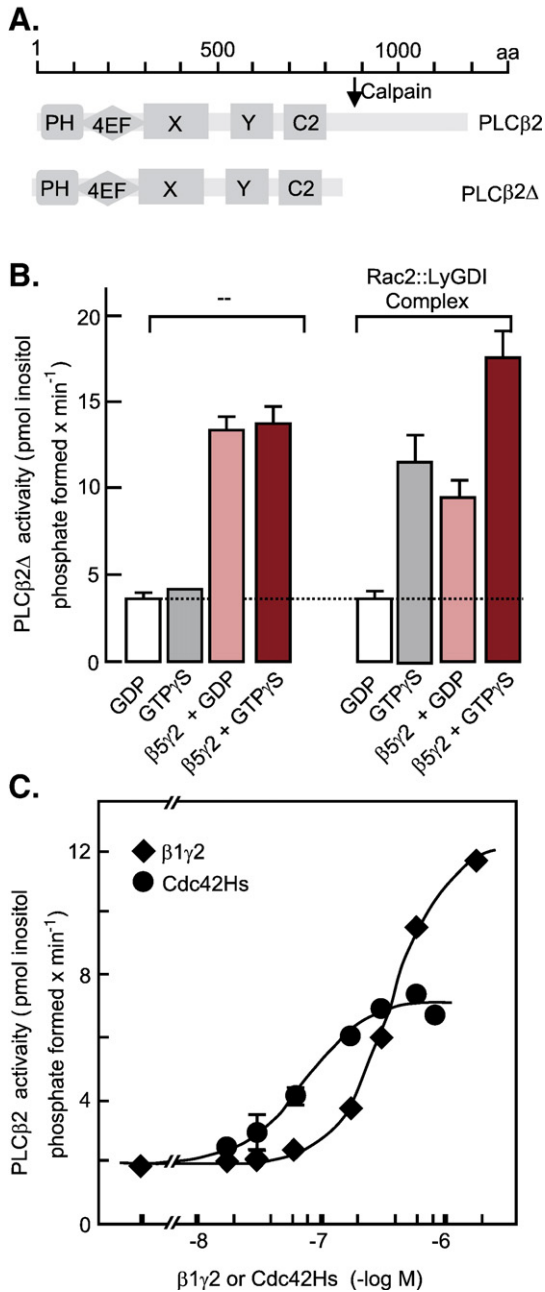 A.
1 500 1000 aa
Calpain
PH 4EF X Y C2 PLCβ2
PH 4EF X Y C2 PLCβ2Δ
B.
--
Rac2::LyGDI
Complex
PLCβ2Δ activaity (pmol inositol
phosphate formed x min⁻¹)
20
15
10
5
0
GDP
GTPγS
β5γ2 + GDP
β5γ2 + GTPγS
GDP
GTPγS
β5γ2 + GDP
β5γ2 + GTPγS
C.
β1γ2
Cdc42Hs
PLCβ2 activaity (pmol inositol
phosphate formed x min⁻¹)
12
8
4
0
-8 -7 -6
β1γ2 or Cdc42Hs (-log M)